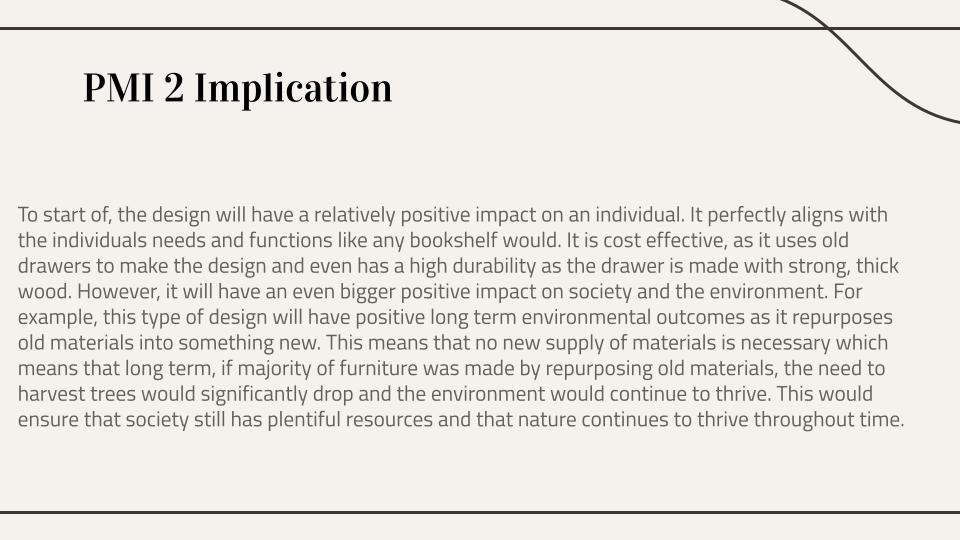 PMI 2 Implication
To start of, the design will have a relatively positive impact on an individual. It perfectly aligns with
the individuals needs and functions like any bookshelf would. It is cost effective, as it uses old
drawers to make the design and even has a high durability as the drawer is made with strong, thick
wood. However, it will have an even bigger positive impact on society and the environment. For
example, this type of design will have positive long term environmental outcomes as it repurposes
old materials into something new. This means that no new supply of materials is necessary which
means that long term, if majority of furniture was made by repurposing old materials, the need to
harvest trees would significantly drop and the environment would continue to thrive. This would
ensure that society still has plentiful resources and that nature continues to thrive throughout time.